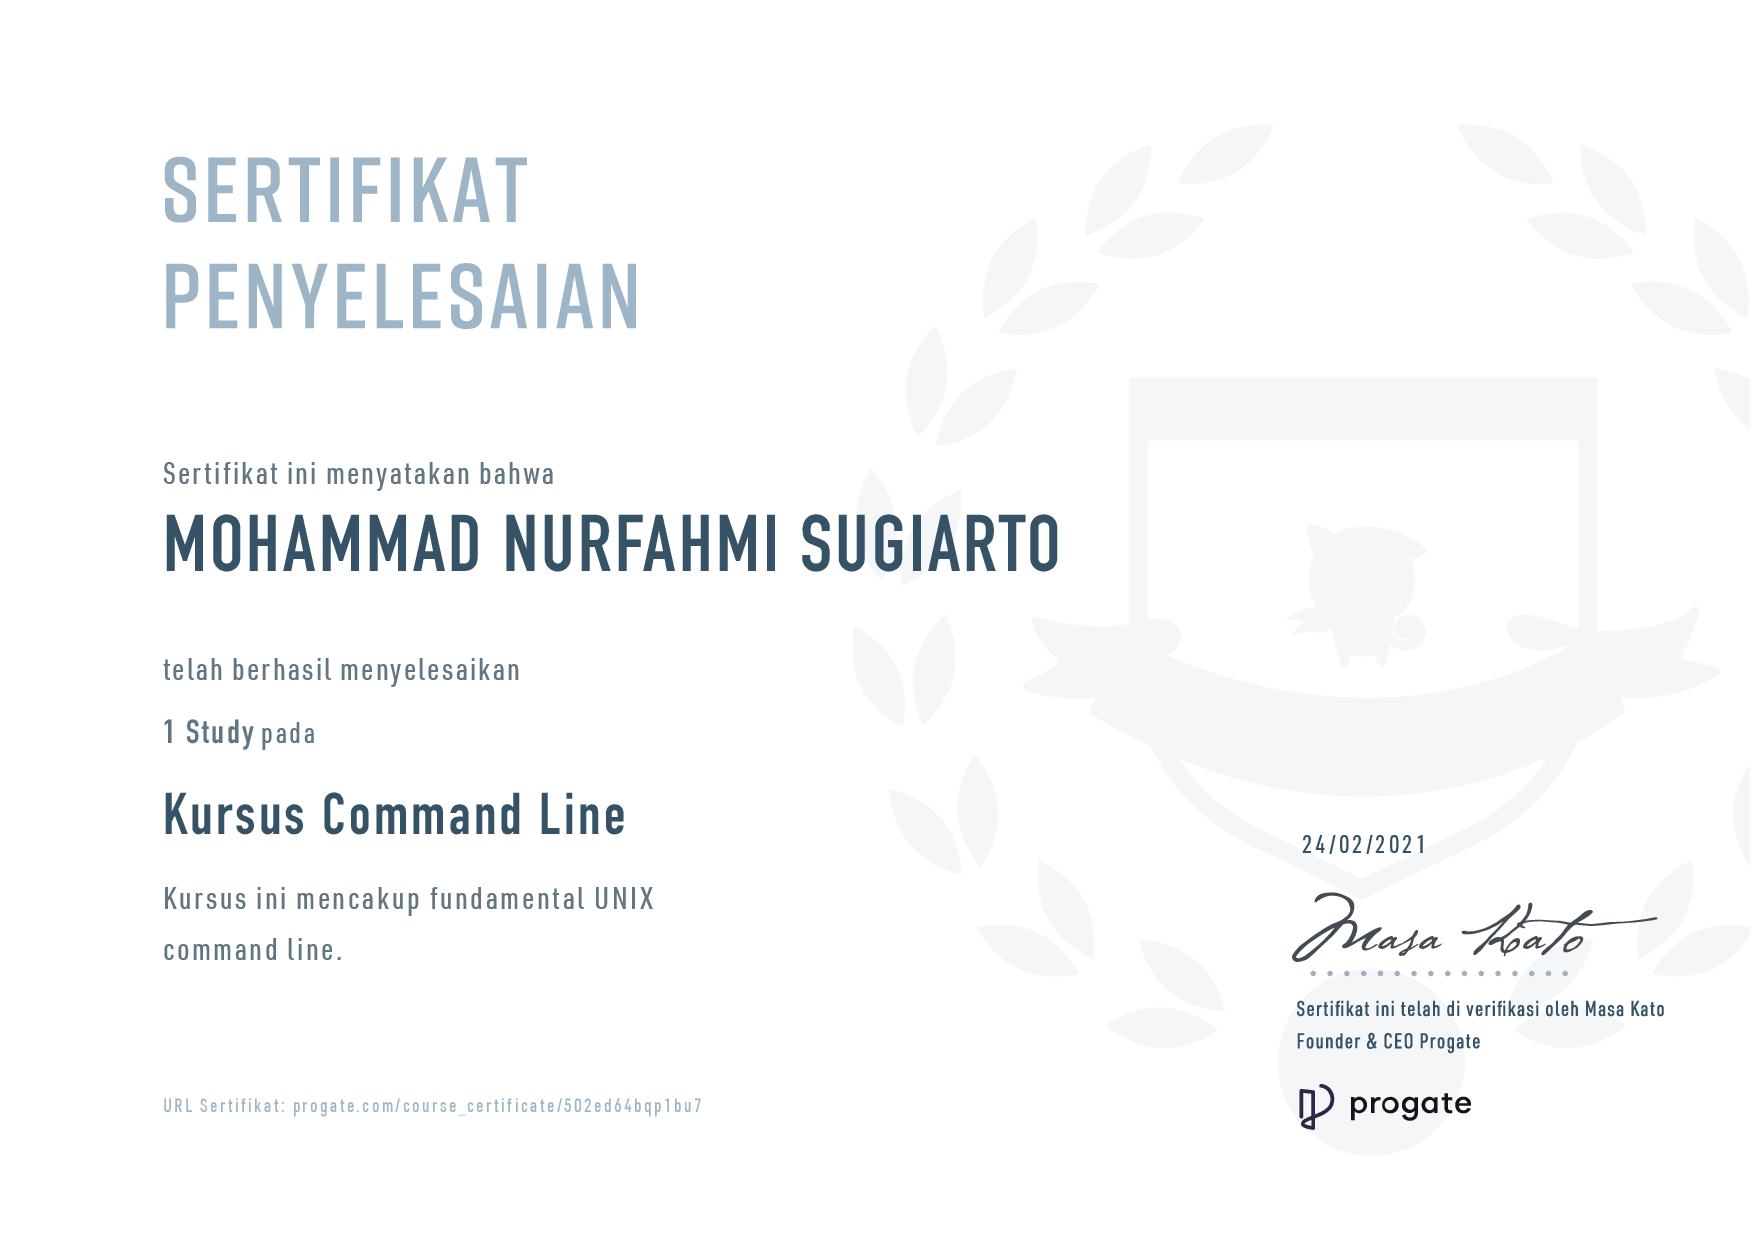 SERTIFIKAT
PENYELESAIAN
Sertifikat ini menyatakan bahwa
MOHAMMAD NURFAHMI SUGIARTO
telah berhasil menyelesaikan
1 Study pada
Kursus Command Line
Kursus ini mencakup fundamental UNIX
command line.
24/02/2021
Masa Kato
Sertifikat ini telah di verifikasi oleh Masa Kato
Founder & CEO Progate
URL Sertifikat: progate.com/course_certificate/502ed64bqp1bu7
progate